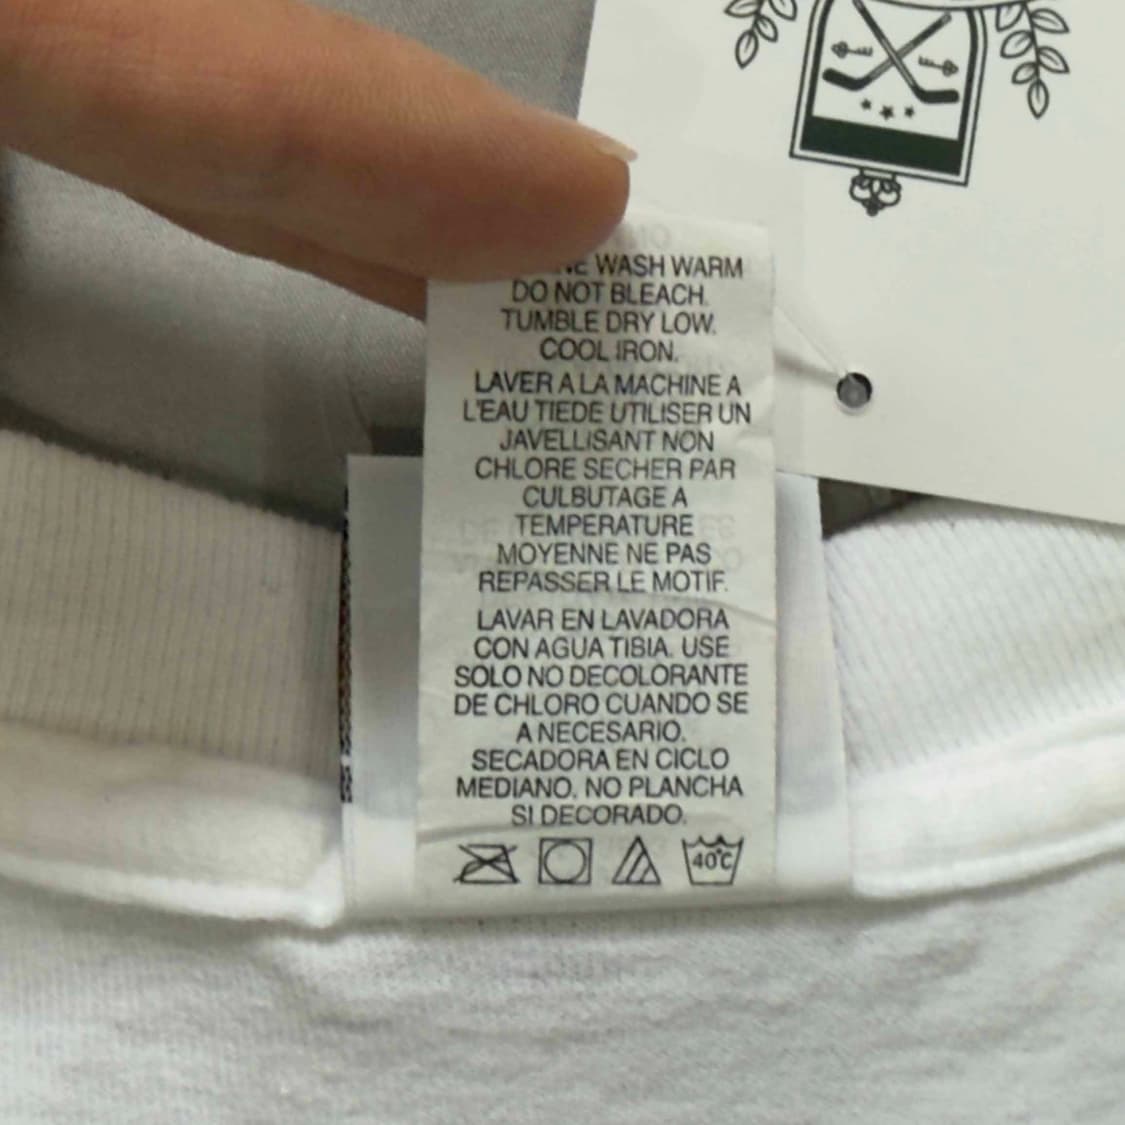 WASH WARM
DO NOT BLEACH.
TUMBLE DRY LOW.
COOL IRON.
LAVER A LA MACHINE A
L'EAU TIEDE UTILISER UN
JAVELLISANT NON
CHLORE SECHER PAR
CULBUTAGE A
TEMPERATURE
MOYENNE NE PAS
REPASSER LE MOTIF.
LAVAR EN LAVADORA
CON AGUA TIBIA. USE
SOLO NO DECOLORANTE
DE CHLORO CUANDO SE
A NECESARIO.
SECADORA EN CICLO
MEDIANO. NO PLANCHA
SI DECORADO.
40°C